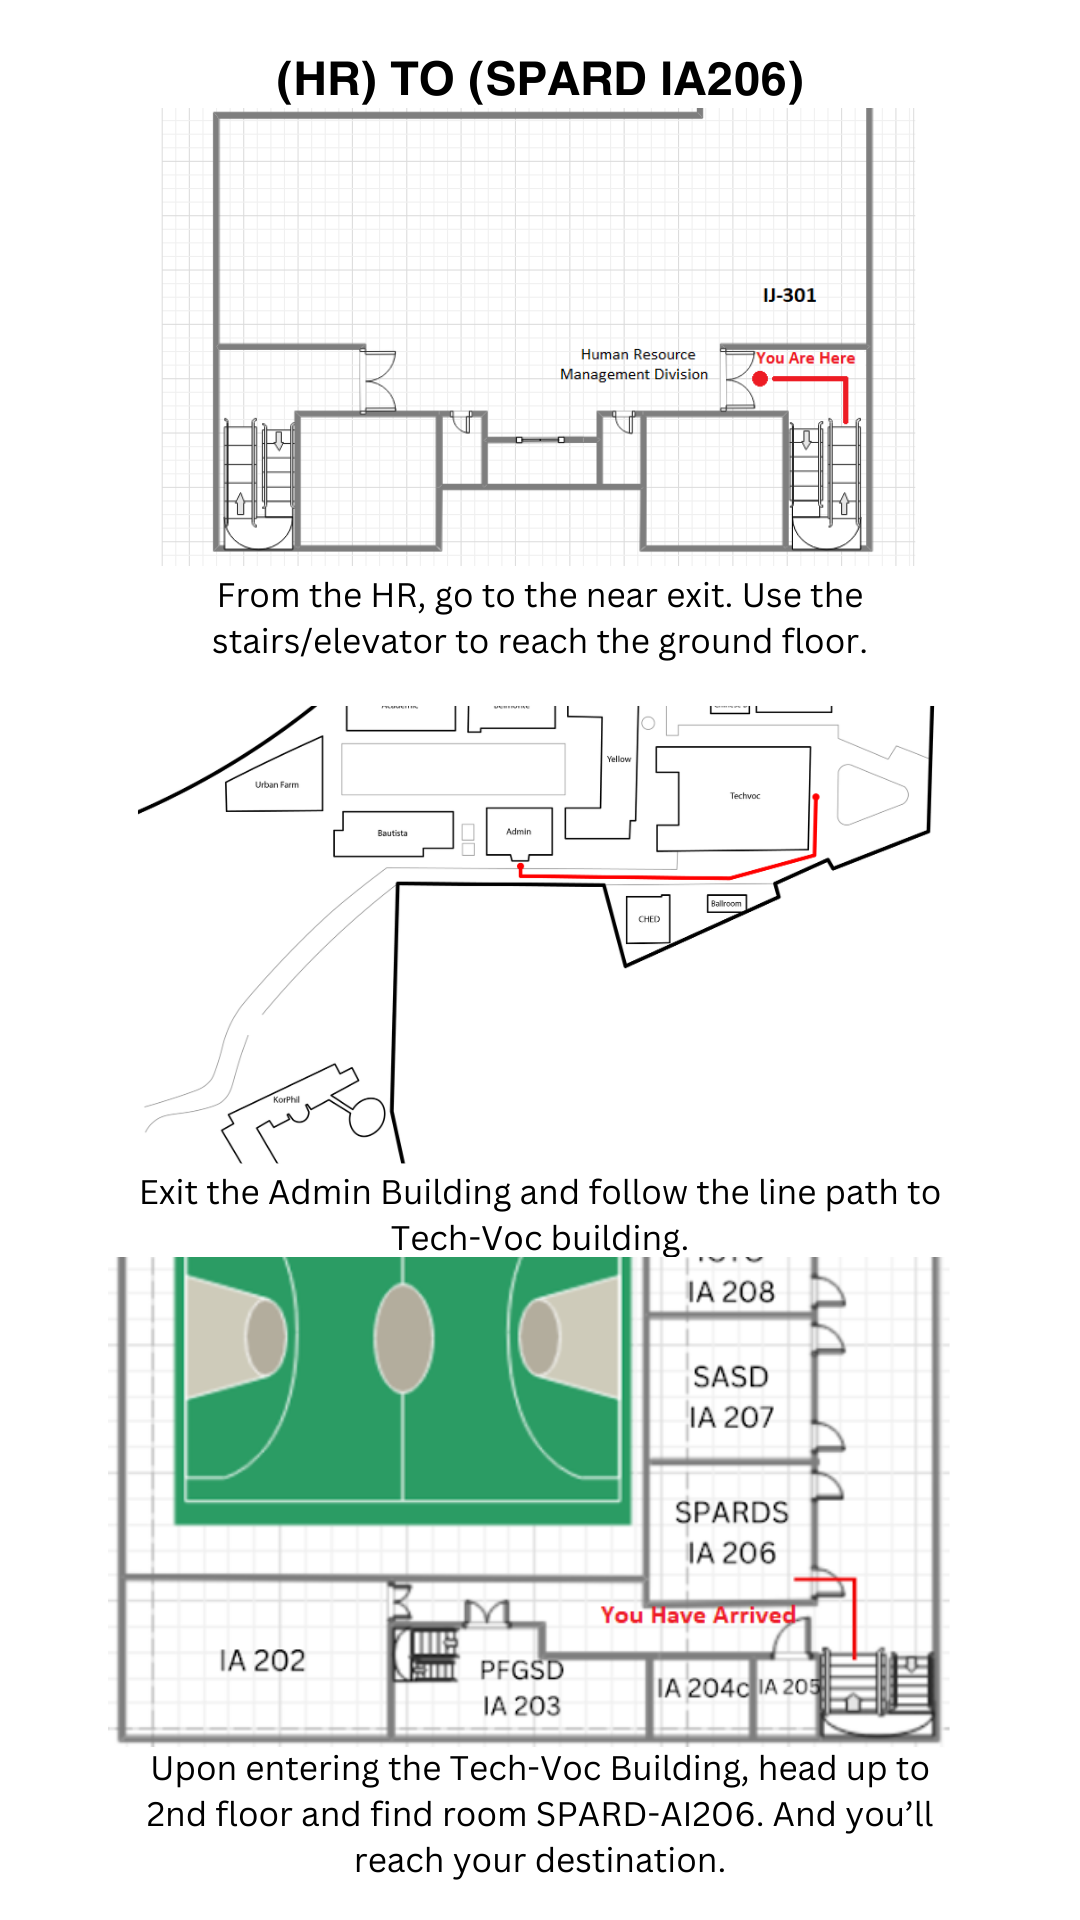 (HR) TO (SPARD IA206)
IJ-301
Human Resource
Management Division
You Are Here
From the HR, go to the near exit. Use the
stairs/elevator to reach the ground floor.
Academic
Belmonte
Yellow
Urban Farm
Techvoc
Bautista
Admin
CHED
Ballroom
KorPhil
Exit the Admin Building and follow the line path to
Tech-Voc building.
IA 208
SASD
IA 207
SPARDS
IA 206
You Have Arrived
IA 202
PFGSD
IA 203
IA 204c
IA 205
Upon entering the Tech-Voc Building, head up to
2nd floor and find room SPARD-AI206. And you’ll
reach your destination.